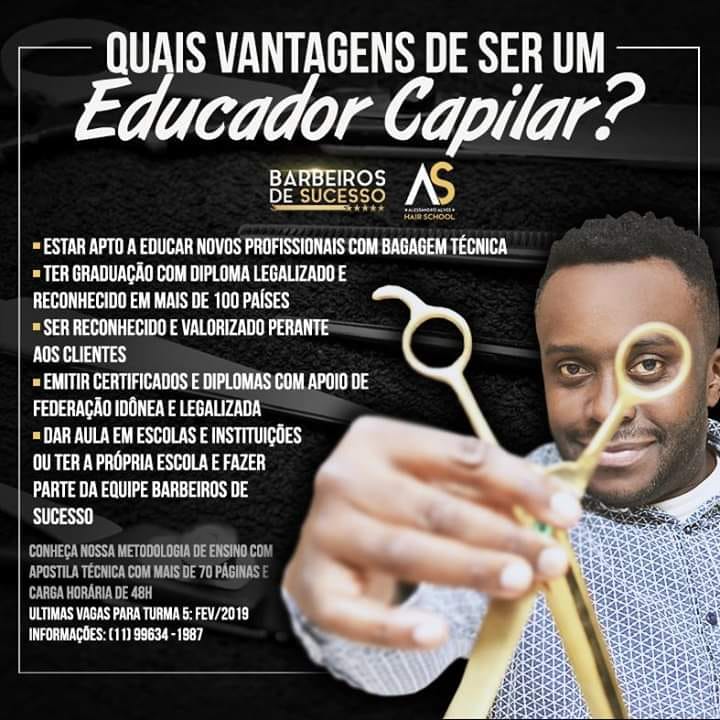 QUAIS VANTAGENS DE SER UM
Educador Capilar?
BARBEIROS
DE SUCESSO
AS
ALESSANDRO ALVES
HAIR SCHOOL
ESTAR APTO A EDUCAR NOVOS PROFISSIONAIS COM BAGAGEM TÉCNICA
TER GRADUAÇÃO COM DIPLOMA LEGALIZADO E
RECONHECIDO EM MAIS DE 100 PAÍSES
SER RECONHECIDO E VALORIZADO PERANTE
AOS CLIENTES
EMITIR CERTIFICADOS E DIPLOMAS COM APOIO DE
FEDERAÇÃO IDÔNEA E LEGALIZADA
DAR AULA EM ESCOLAS E INSTITUIÇÕES
OU TER A PRÓPRIA ESCOLA E FAZER
PARTE DA EQUIPE BARBEIROS DE
SUCESSO
CONHEÇA NOSSA METODOLOGIA DE ENSINO COM
APOSTILA TÉCNICA COM MAIS DE 70 PÁGINAS E
CARGA HORÁRIA DE 48H
ULTIMAS VAGAS PARA TURMA 5: FEV/2019
INFORMAÇÕES: (11) 99634 -1987